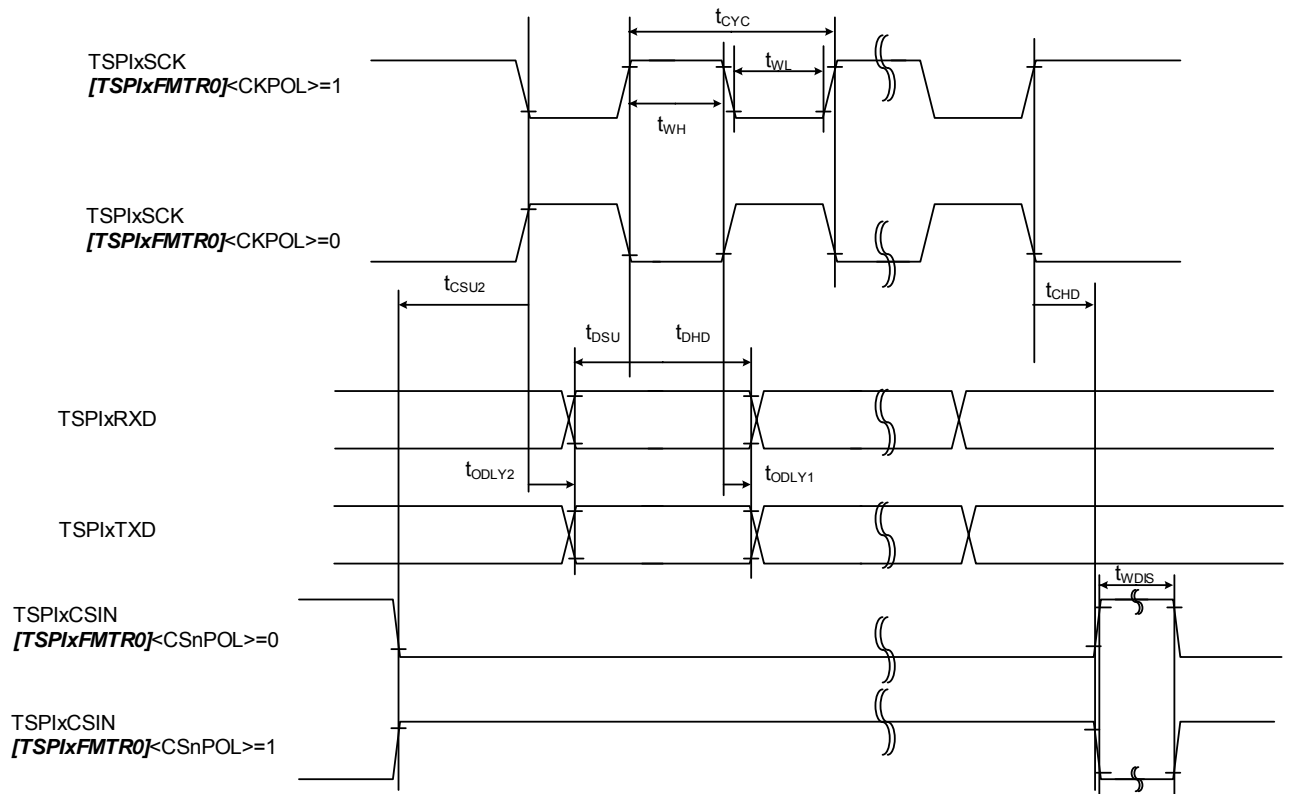 tCYC
TSPIxSCK
[TSPIxFMTR0]<CKPOL>=1
tWL
tWH
TSPIxSCK
[TSPIxFMTR0]<CKPOL>=0
tCSU2
tCHD
tDSU
tDHD
TSPIxRXD
tODLY2
tODLY1
TSPIxTXD
tWDIS
TSPIxCSIN
[TSPIxFMTR0]<CSnPOL>=0
TSPIxCSIN
[TSPIxFMTR0]<CSnPOL>=1